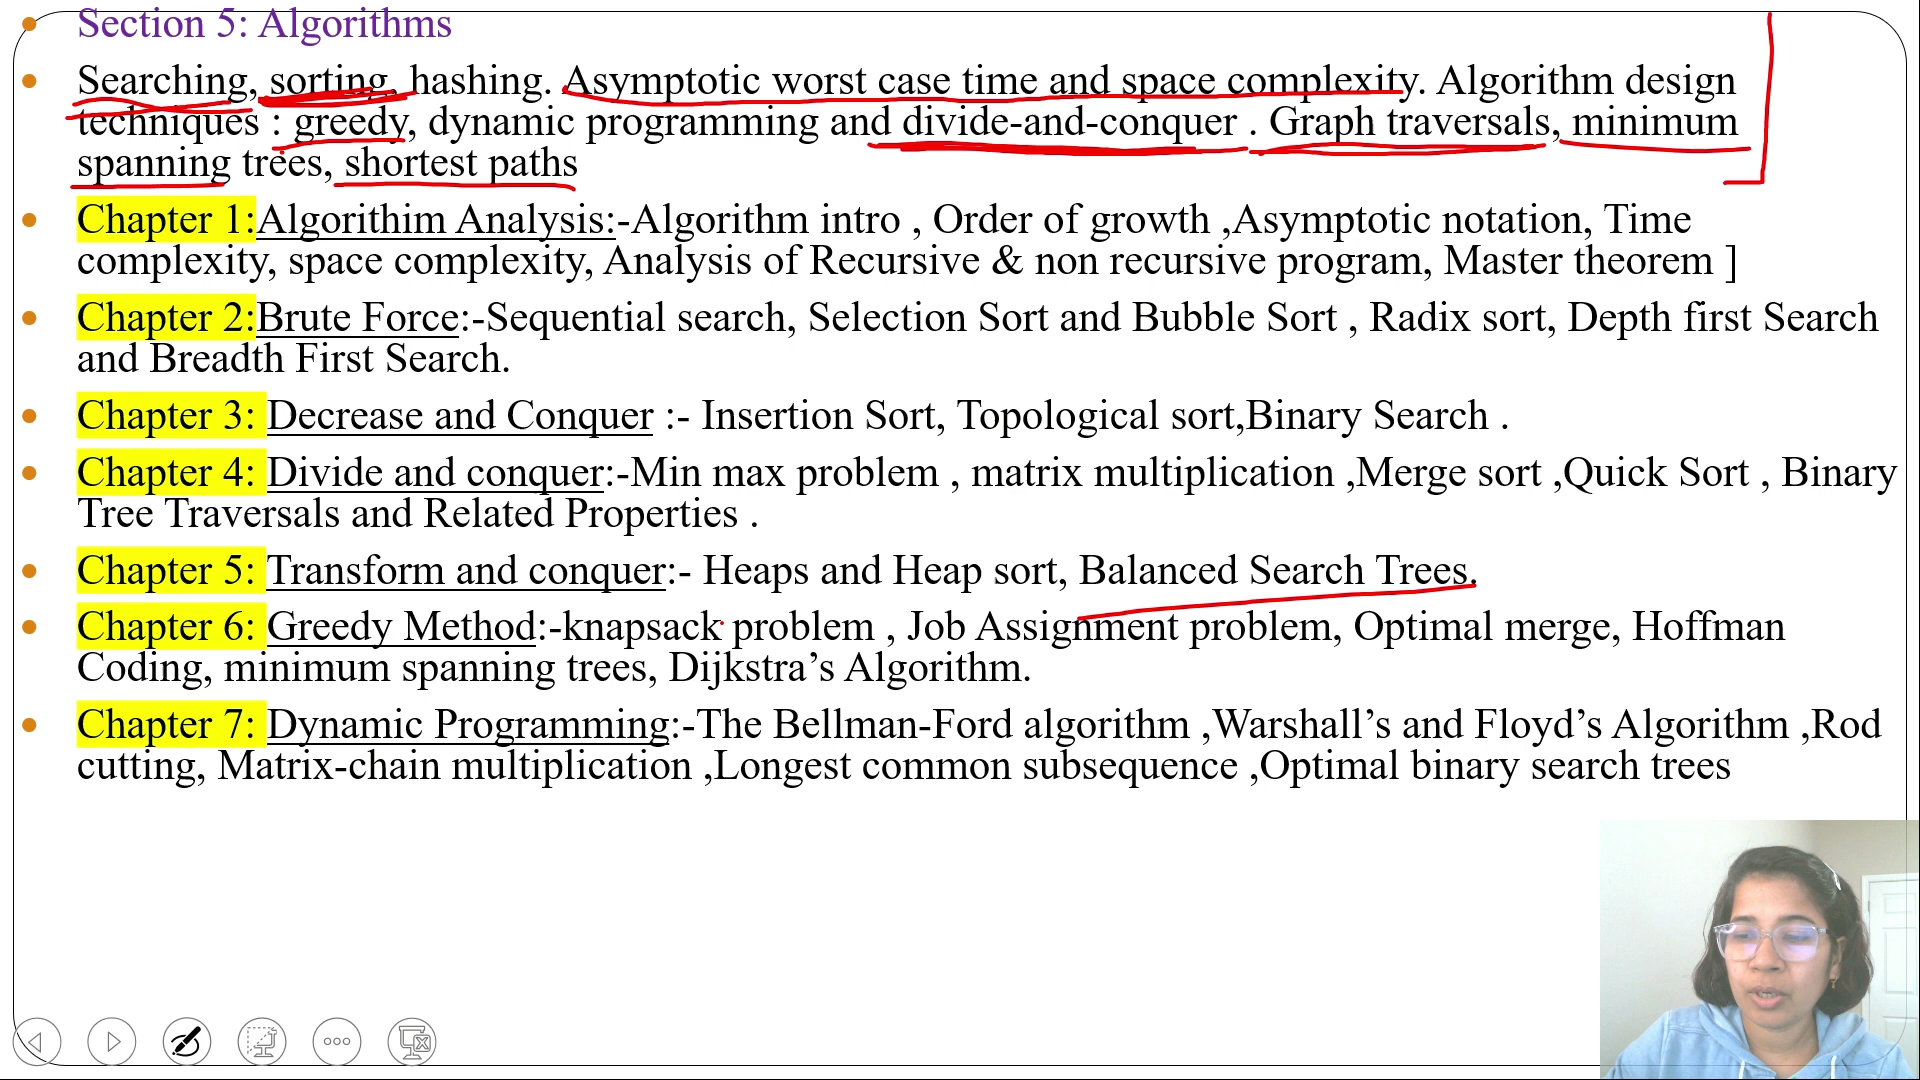 Section 5: Algorithms
Searching, sorting, hashing. Asymptotic worst case time and space complexity. Algorithm design
techniques : greedy, dynamic programming and divide-and-conquer . Graph traversals, minimum
spanning trees, shortest paths
Chapter 1:Algorithim Analysis:-Algorithm intro , Order of growth ,Asymptotic notation, Time
complexity, space complexity, Analysis of Recursive & non recursive program, Master theorem ]
Chapter 2:Brute Force:-Sequential search, Selection Sort and Bubble Sort , Radix sort, Depth first Search
and Breadth First Search.
Chapter 3: Decrease and Conquer :- Insertion Sort, Topological sort,Binary Search .
Chapter 4: Divide and conquer:-Min max problem , matrix multiplication ,Merge sort ,Quick Sort , Binary
Tree Traversals and Related Properties .
Chapter 5: Transform and conquer:- Heaps and Heap sort, Balanced Search Trees.
Chapter 6: Greedy Method:-knapsack problem , Job Assignment problem, Optimal merge, Hoffman
Coding, minimum spanning trees, Dijkstra’s Algorithm.
Chapter 7: Dynamic Programming:-The Bellman-Ford algorithm ,Warshall’s and Floyd’s Algorithm ,Rod
cutting, Matrix-chain multiplication ,Longest common subsequence ,Optimal binary search trees